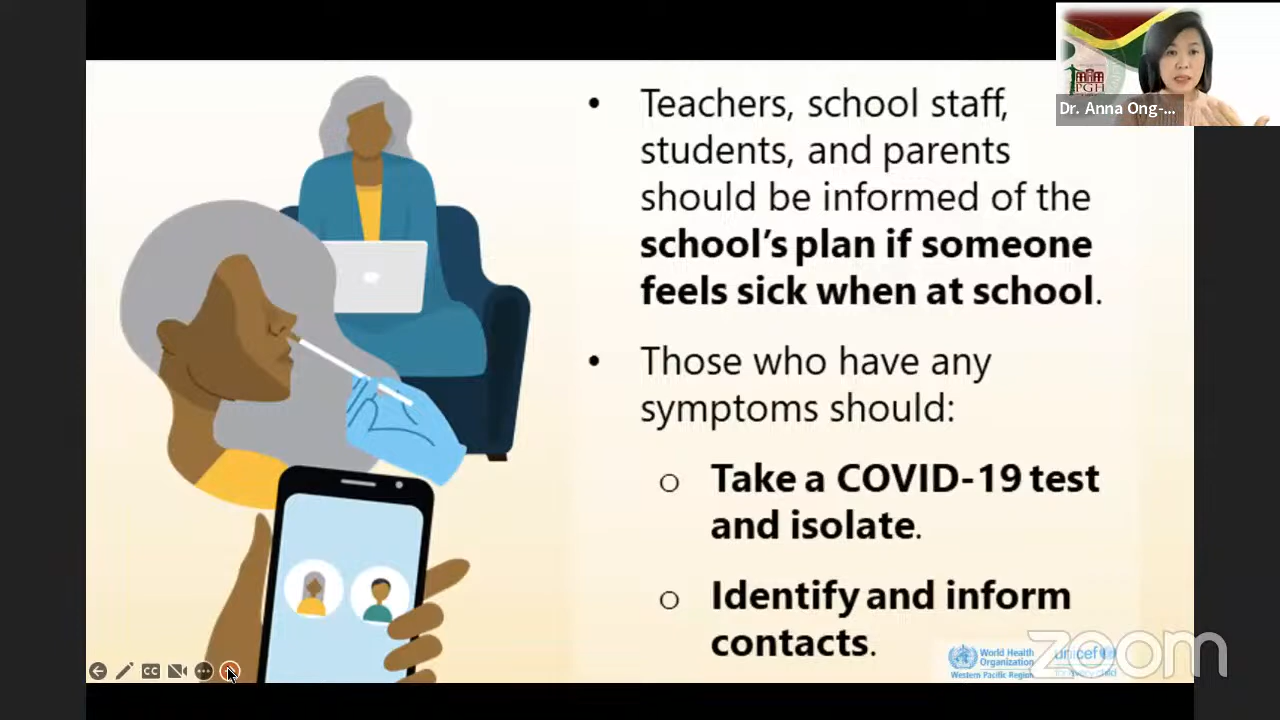 PGH
Dr. Anna Ong-...
• Teachers, school staff,
students, and parents
should be informed of the
school's plan if someone
feels sick when at school.
• Those who have any
symptoms should:
o Take a COVID-19 test
and isolate.
o Identify and inform
contacts.
World Health
Organization
Western Pacific Region
unicef
zoom
CC